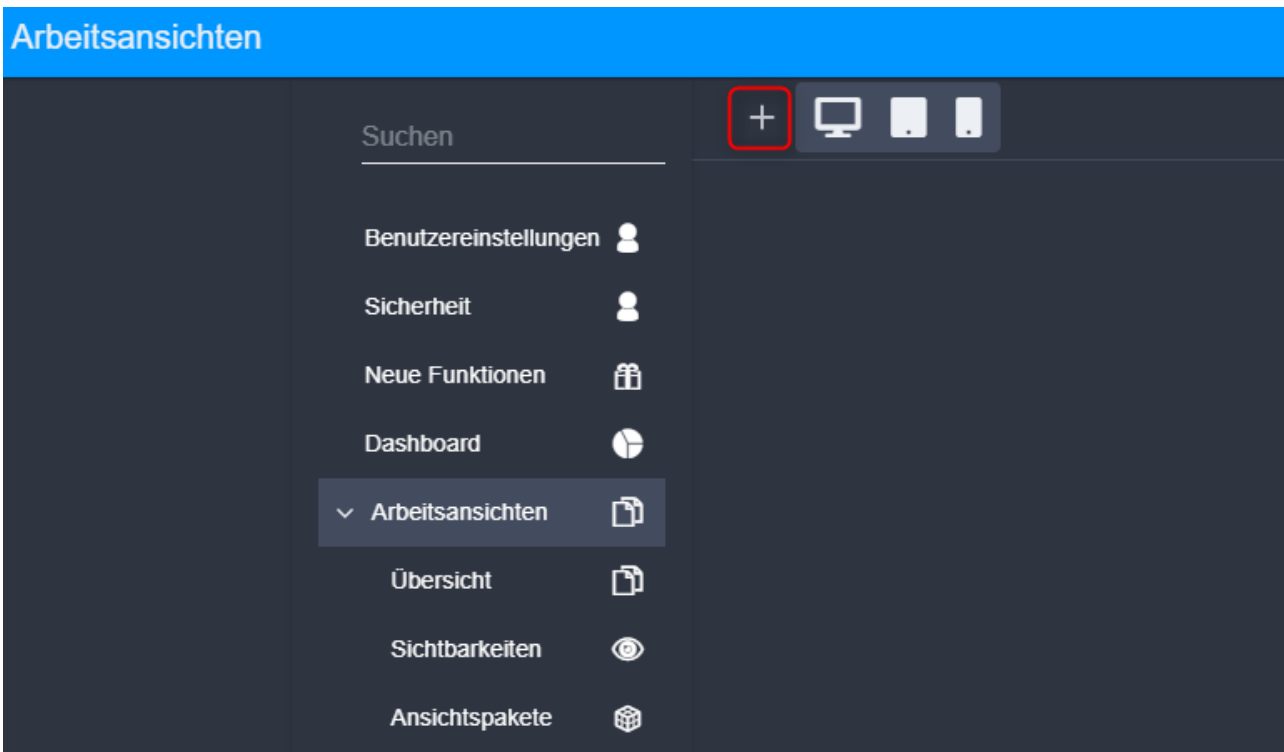 Arbeitsansichten
Suchen
Benutzereinstellungen
Sicherheit
Neue Funktionen
Dashboard
Arbeitsansichten
Übersicht
Sichtbarkeiten
Ansichtspakete